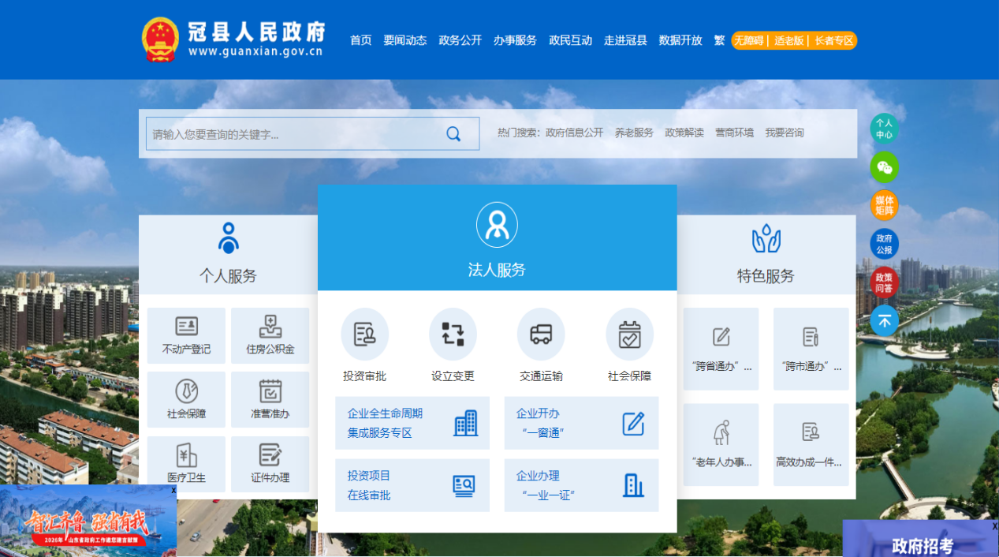 冠县人民政府
www.guanxian.gov.cn
首页 要闻动态 政务公开 办事服务 政民互动 走进冠县 数据开放 繁 无障碍 | 适老版 | 长者专区
请输入您要查询的关键字...
热门搜索：政府信息公开 养老服务 政策解读 营商环境 我要咨询
个人
中心
媒体
矩阵
政府
公报
政策
问答
个人服务
不动产登记 住房公积金
社会保障 准营准办
医疗卫生 证件办理
法人服务
投资审批 设立变更 交通运输 社会保障
企业全生命周期
集成服务专区
企业开办
“一窗通”
投资项目
在线审批
企业办理
“一业一证”
特色服务
“跨省通办” ... “跨市通办” ...
“老年人办事... 高效办成一件...
X
智汇齐鲁 强省有我
2026年·山东省政府工作邀您建言献策
X
政府招考